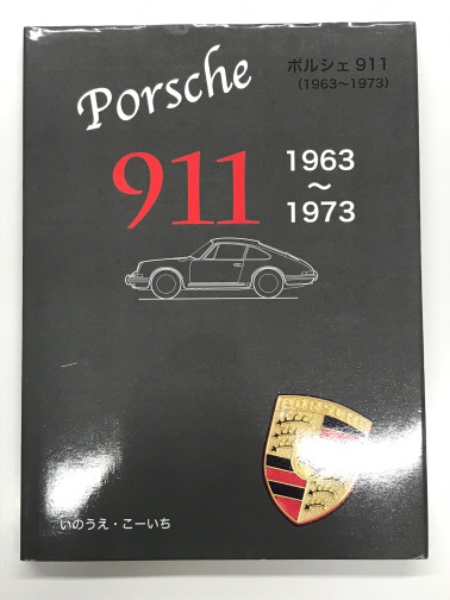 Porsche
ポルシェ 911
(1963〜1973)
911
1963
〜
1973
PORSCHE
いのうえ・こーいち